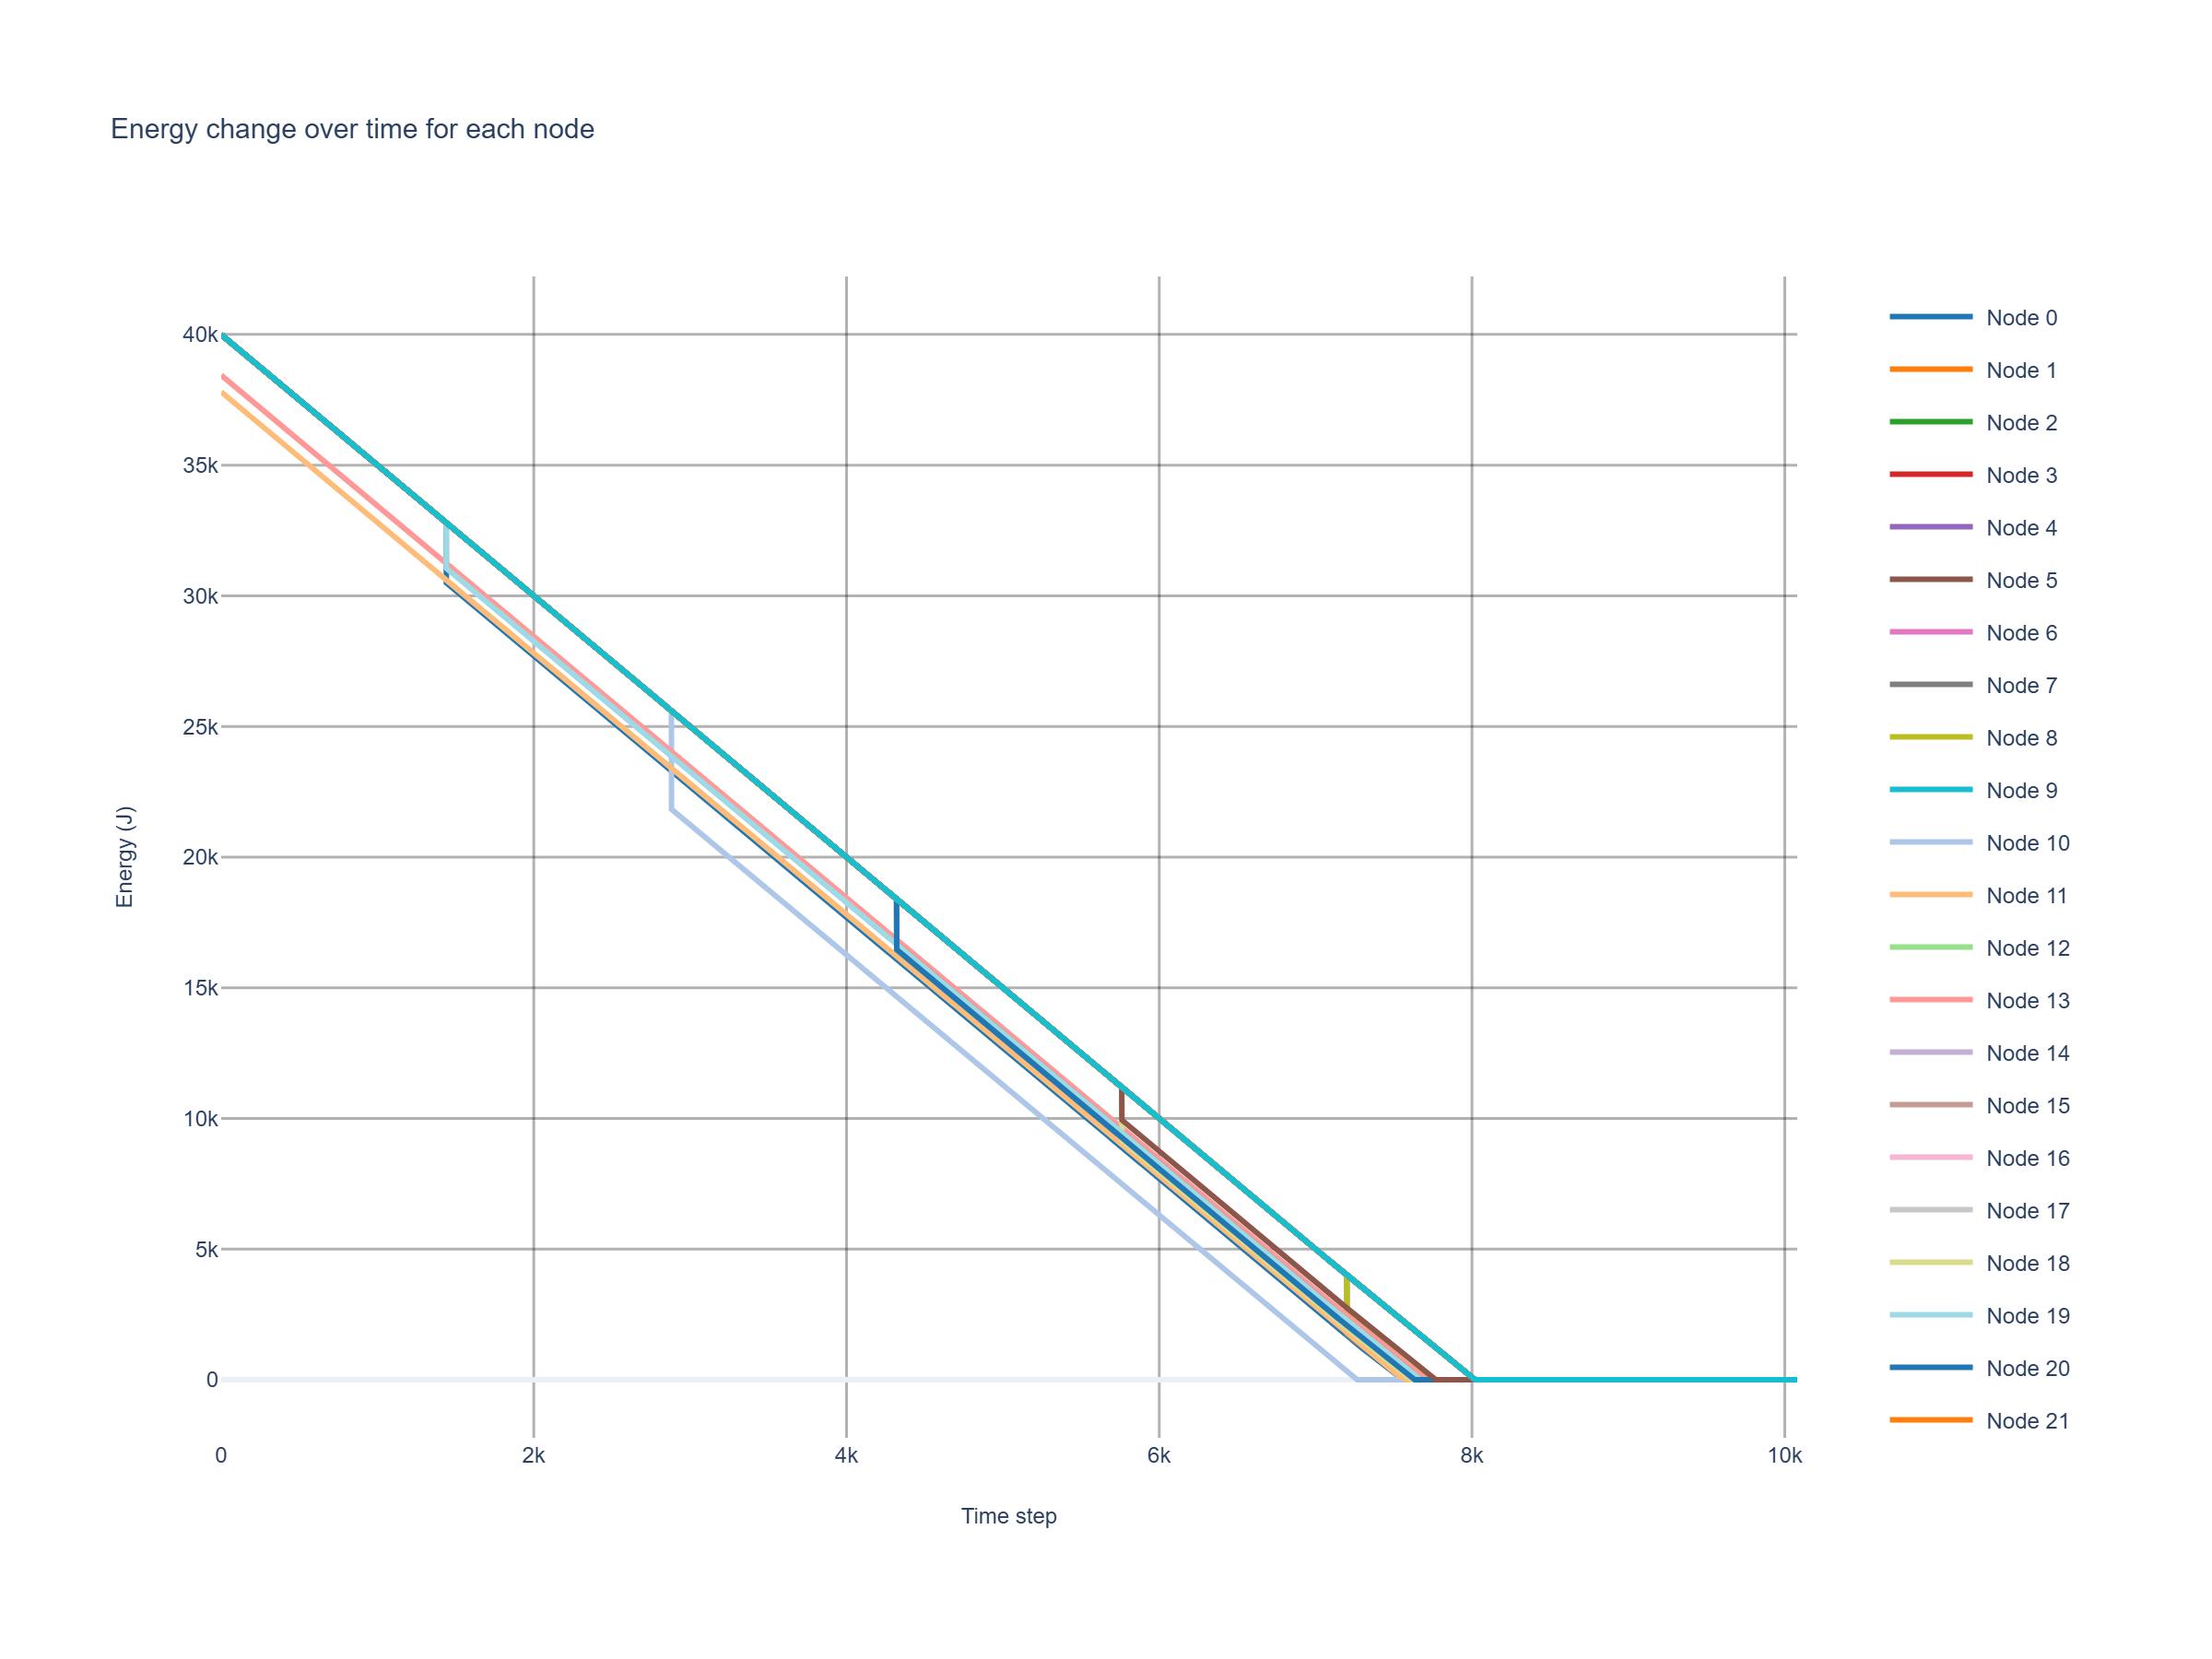 Energy change over time for each node
40k
35k
30k
25k
20k
15k
10k
5k
0
Energy (J)
0
2k
4k
6k
8k
10k
Time step
Node 0
Node 1
Node 2
Node 3
Node 4
Node 5
Node 6
Node 7
Node 8
Node 9
Node 10
Node 11
Node 12
Node 13
Node 14
Node 15
Node 16
Node 17
Node 18
Node 19
Node 20
Node 21